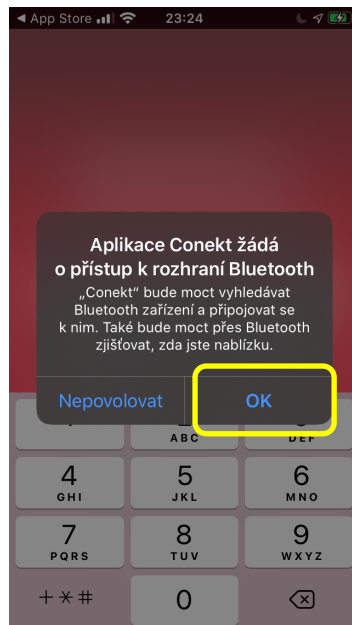 App Store 23:24
Aplikace Conekt žádá
o přístup k rozhraní Bluetooth
„Conekt“ bude moct vyhledávat
Bluetooth zařízení a připojovat se
k nim. Také bude moct přes Bluetooth
zjišťovat, zda jste nablízku.
Nepovolovat OK
ABC DEF
4 5 6
GHI JKL MNO
7 8 9
PQRS TUV WXYZ
+*# 0